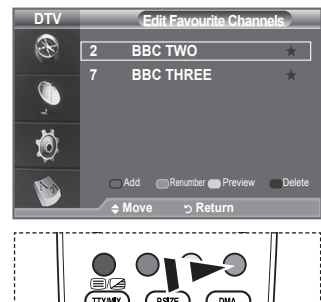 DTV Edit Favourite Channels
2 BBC TWO ★
7 BBC THREE ★
Add Renumber Preview Delete
Move Return
TTX/MIX P.SIZE DMA